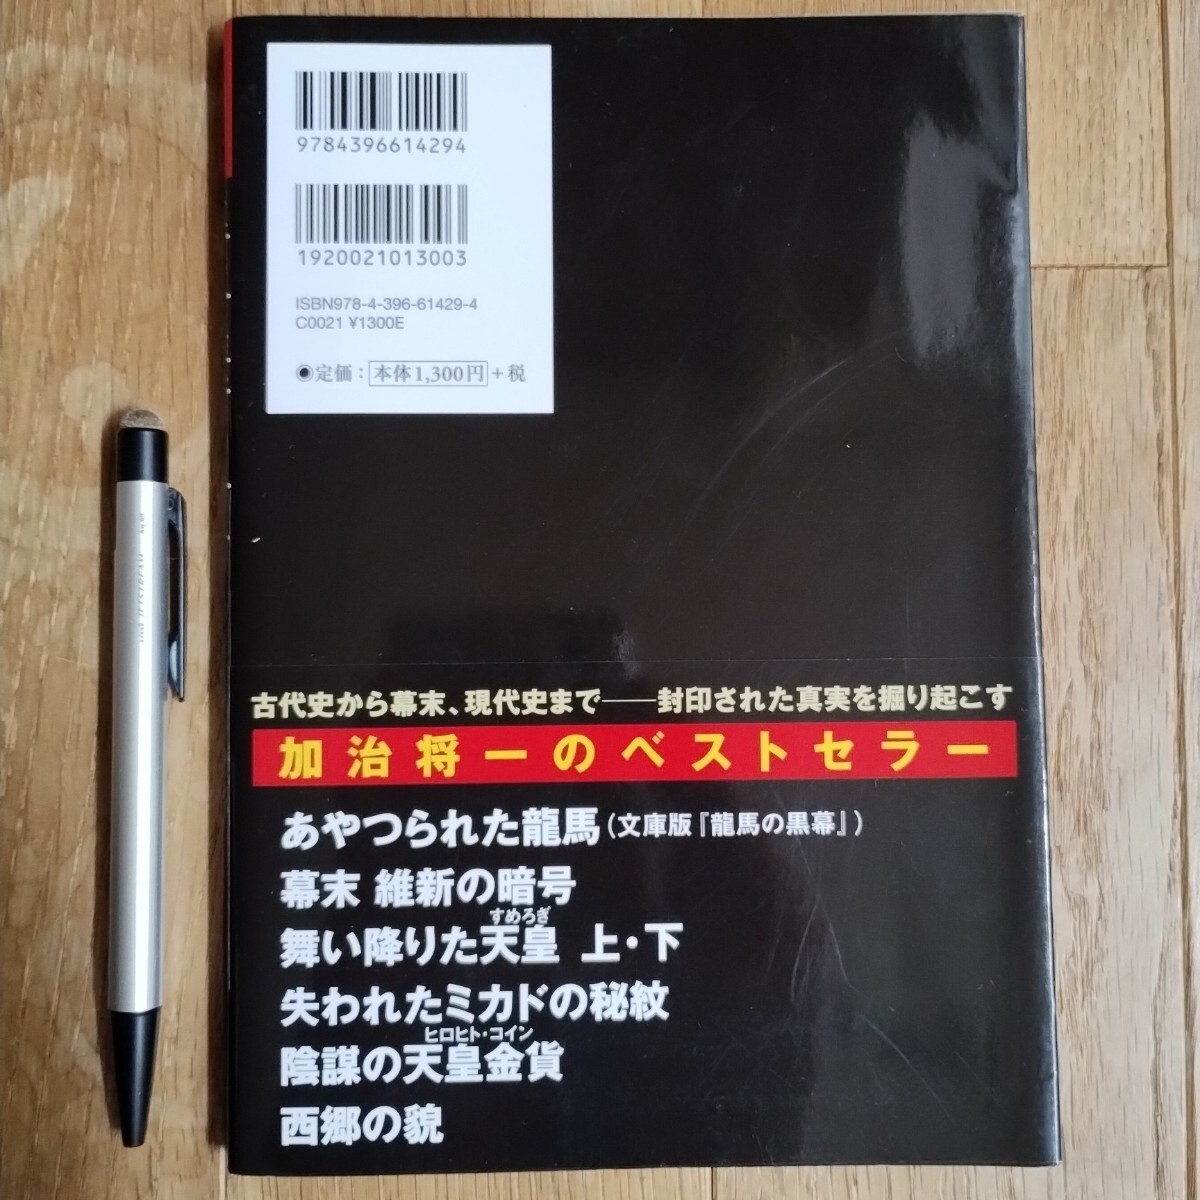 9784396614294
1920021013003
ISBN978-4-396-61429-4
C0021 ¥1300E
◉定価：本体1,300円+税
古代史から幕末、現代史まで——封印された真実を掘り起こす
加治将一のベストセラー
あやつられた龍馬（文庫版『龍馬の黒幕』）
幕末 維新の暗号
すめろぎ
舞い降りた天皇 上・下
失われたミカドの秘紋
ヒロヒト・コイン
陰謀の天皇金貨
西郷の貌